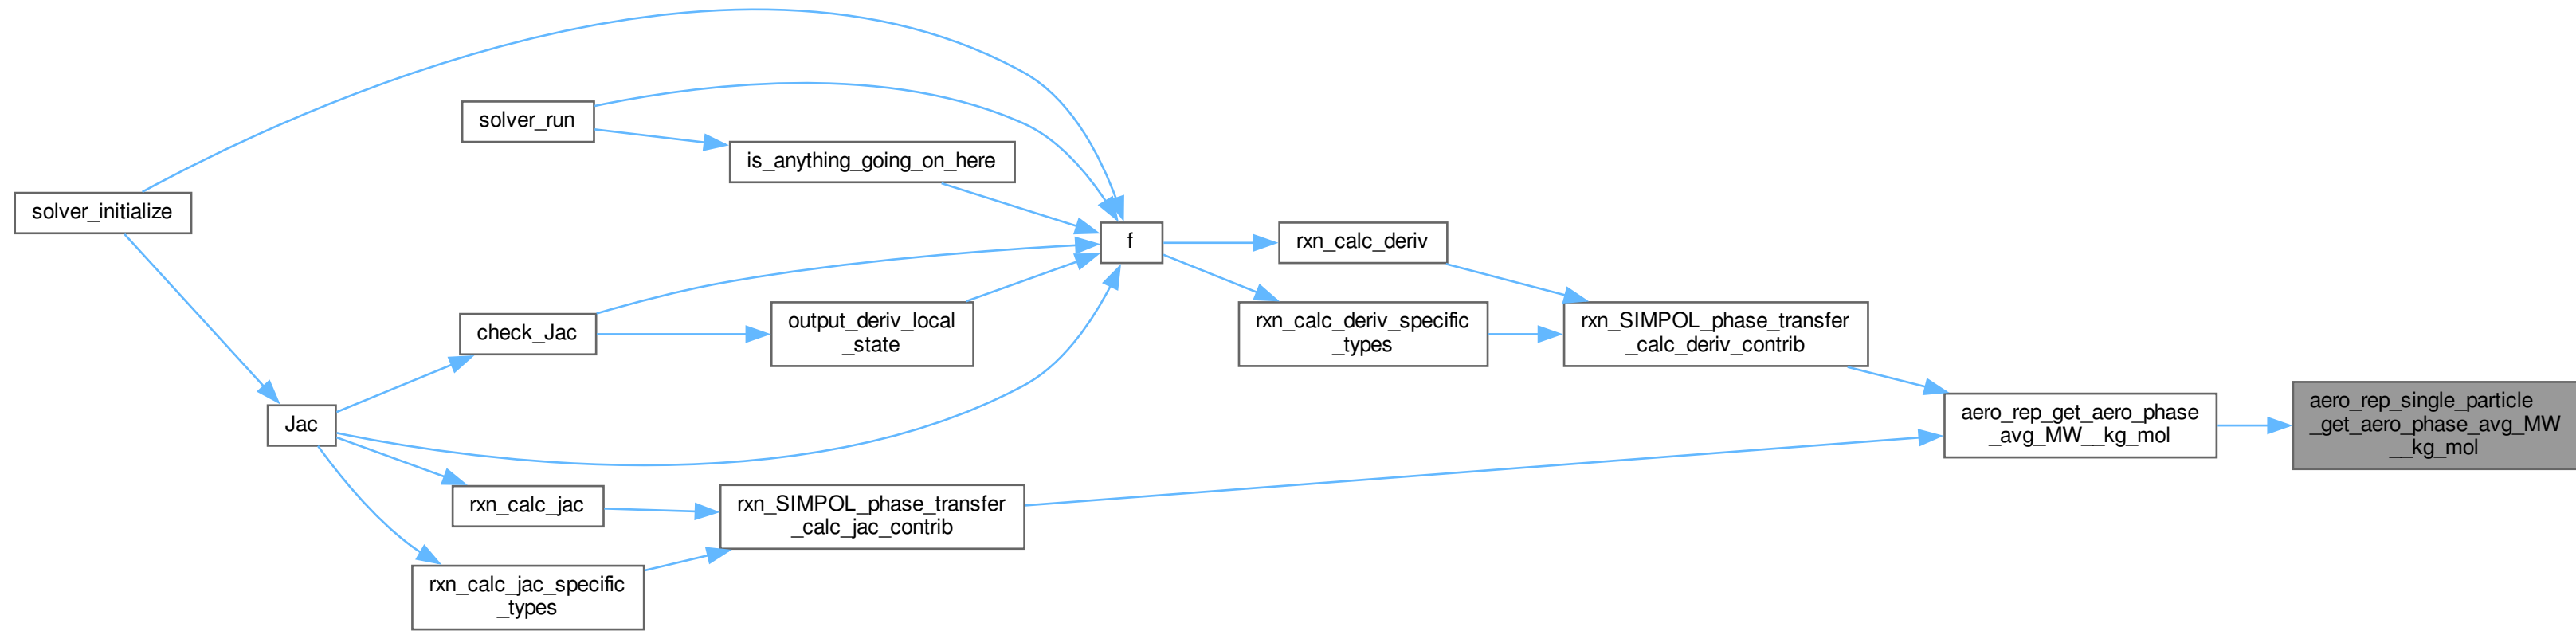 solver_run
is_anything_going_on_here
solver_initialize
f
rxn_calc_deriv
check_Jac
output_deriv_local
_state
rxn_calc_deriv_specific
_types
rxn_SIMPOL_phase_transfer
_calc_deriv_contrib
Jac
aero_rep_get_aero_phase
_avg_MW__kg_mol
aero_rep_single_particle
_get_aero_phase_avg_MW
__kg_mol
rxn_calc_jac
rxn_SIMPOL_phase_transfer
_calc_jac_contrib
rxn_calc_jac_specific
_types